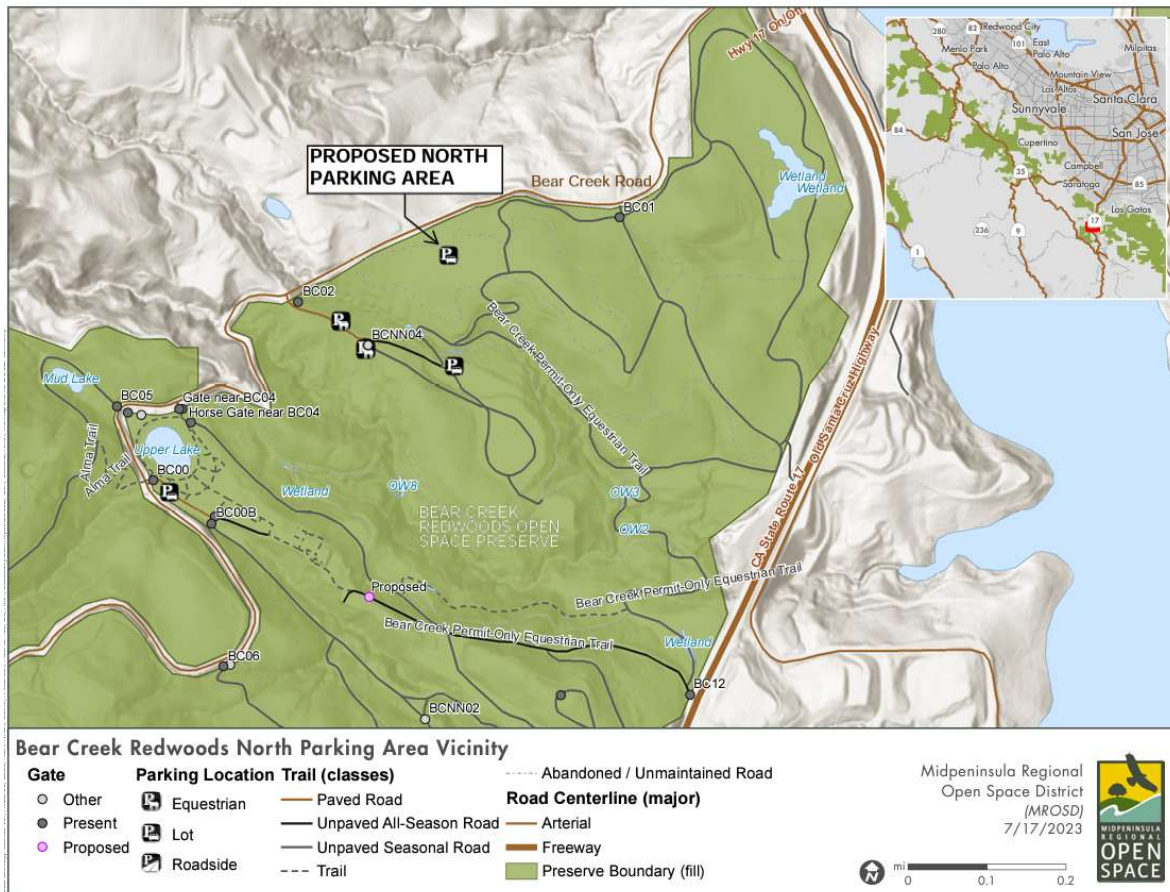 Hwy 17 On/On
PROPOSED NORTH
PARKING AREA
Bear Creek Road
BC01
Wetland
Wetland
BC02
BCNN04
Bear Creek Permit-Only Equestrian Trail
Mud Lake
BC05
Gate near BC04
Horse Gate near BC04
Alma Trail
Alma Trail
Upper Lake
BC00
Wetland
OW8
OW3
OW2
BC00B
BEAR CREEK
REDWOODS OPEN
SPACE PRESERVE
CA State Route 17
Old Santa Cruz Highway
Proposed
Bear Creek Permit-Only Equestrian Trail
Bear Creek Permit-Only Equestrian Trail
Wetland
BC06
BC12
BCNN02
280
82
Redwood City
101
East
Palo Alto
Menlo Park
Palo Alto
Milpitas
Mountain View
Los Altos
Sunnyvale
Santa Clara
84
San Jose
Cupertino
35
Campbell
Saratoga
85
Los Gatos
17
236
9
1
Bear Creek Redwoods North Parking Area Vicinity
Gate
Other
Present
Proposed
Parking Location
Equestrian
Lot
Roadside
Trail (classes)
Paved Road
Unpaved All-Season Road
Unpaved Seasonal Road
Trail
Abandoned / Unmaintained Road
Road Centerline (major)
Arterial
Freeway
Preserve Boundary (fill)
Midpeninsula Regional
Open Space District
(MROSD)
7/17/2023
N
mi
0 0.1 0.2
MIDPENINSULA
REGIONAL
OPEN
SPACE